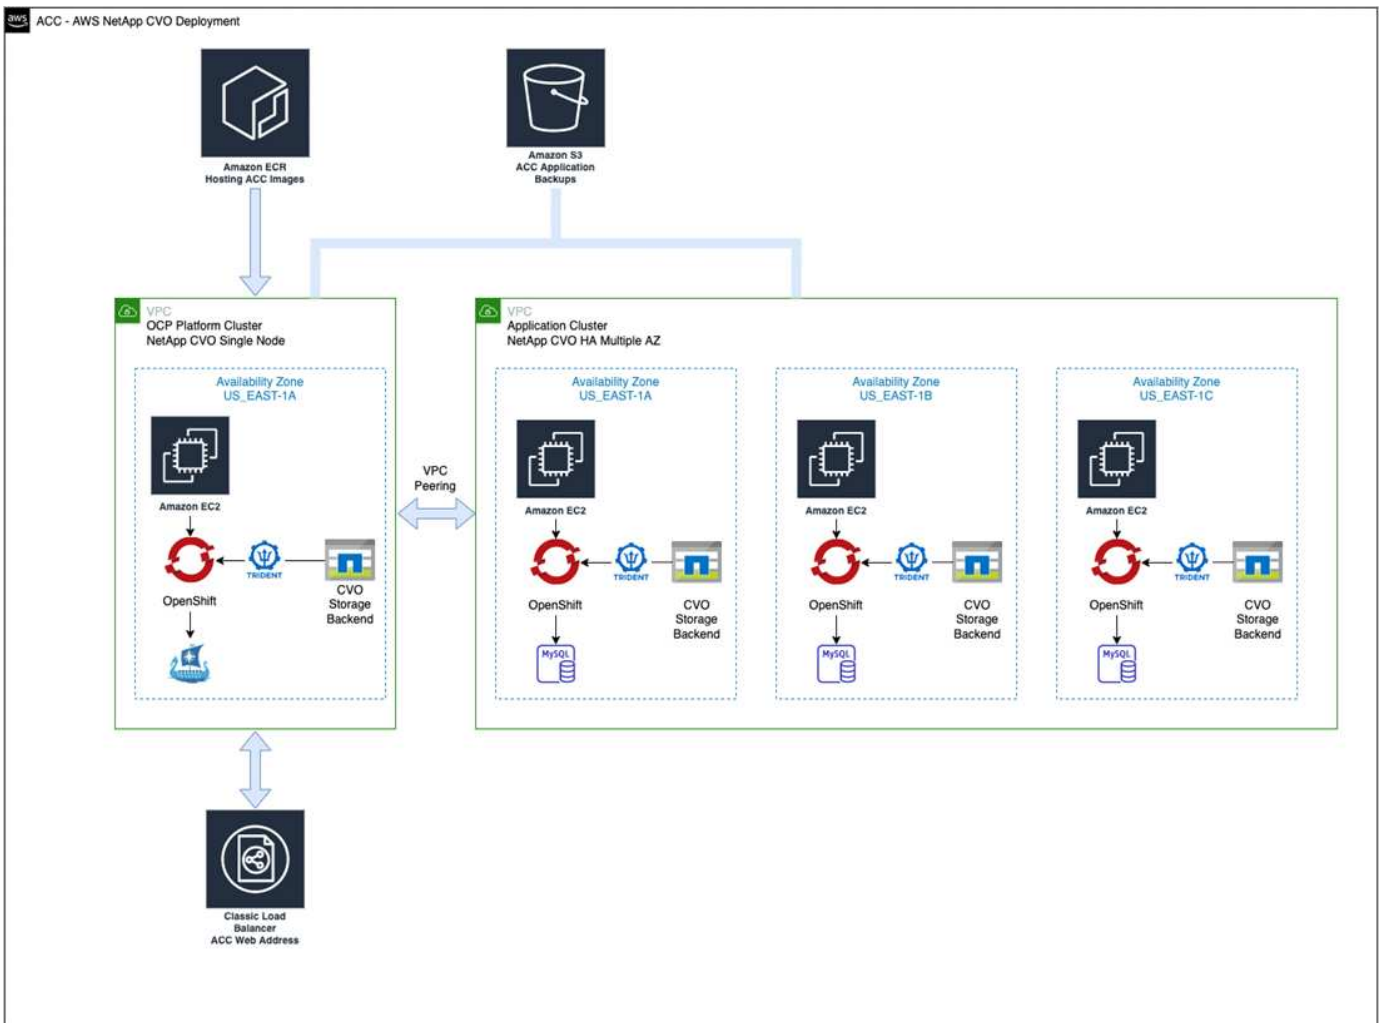 aws
ACC - AWS NetApp CVO Deployment
Amazon ECR
Hosting ACC Images
Amazon S3
ACC Application
Backups
VPC
OCP Platform Cluster
NetApp CVO Single Node
Availability Zone
US_EAST-1A
Amazon EC2
TRIDENT
OpenShift
CVO
Storage
Backend
VPC
Peering
VPC
Application Cluster
NetApp CVO HA Multiple AZ
Availability Zone
US_EAST-1A
Amazon EC2
TRIDENT
OpenShift
CVO
Storage
Backend
MySQL
Availability Zone
US_EAST-1B
Amazon EC2
TRIDENT
OpenShift
CVO
Storage
Backend
MySQL
Availability Zone
US_EAST-1C
Amazon EC2
TRIDENT
OpenShift
CVO
Storage
Backend
MySQL
Classic Load
Balancer
ACC Web Address